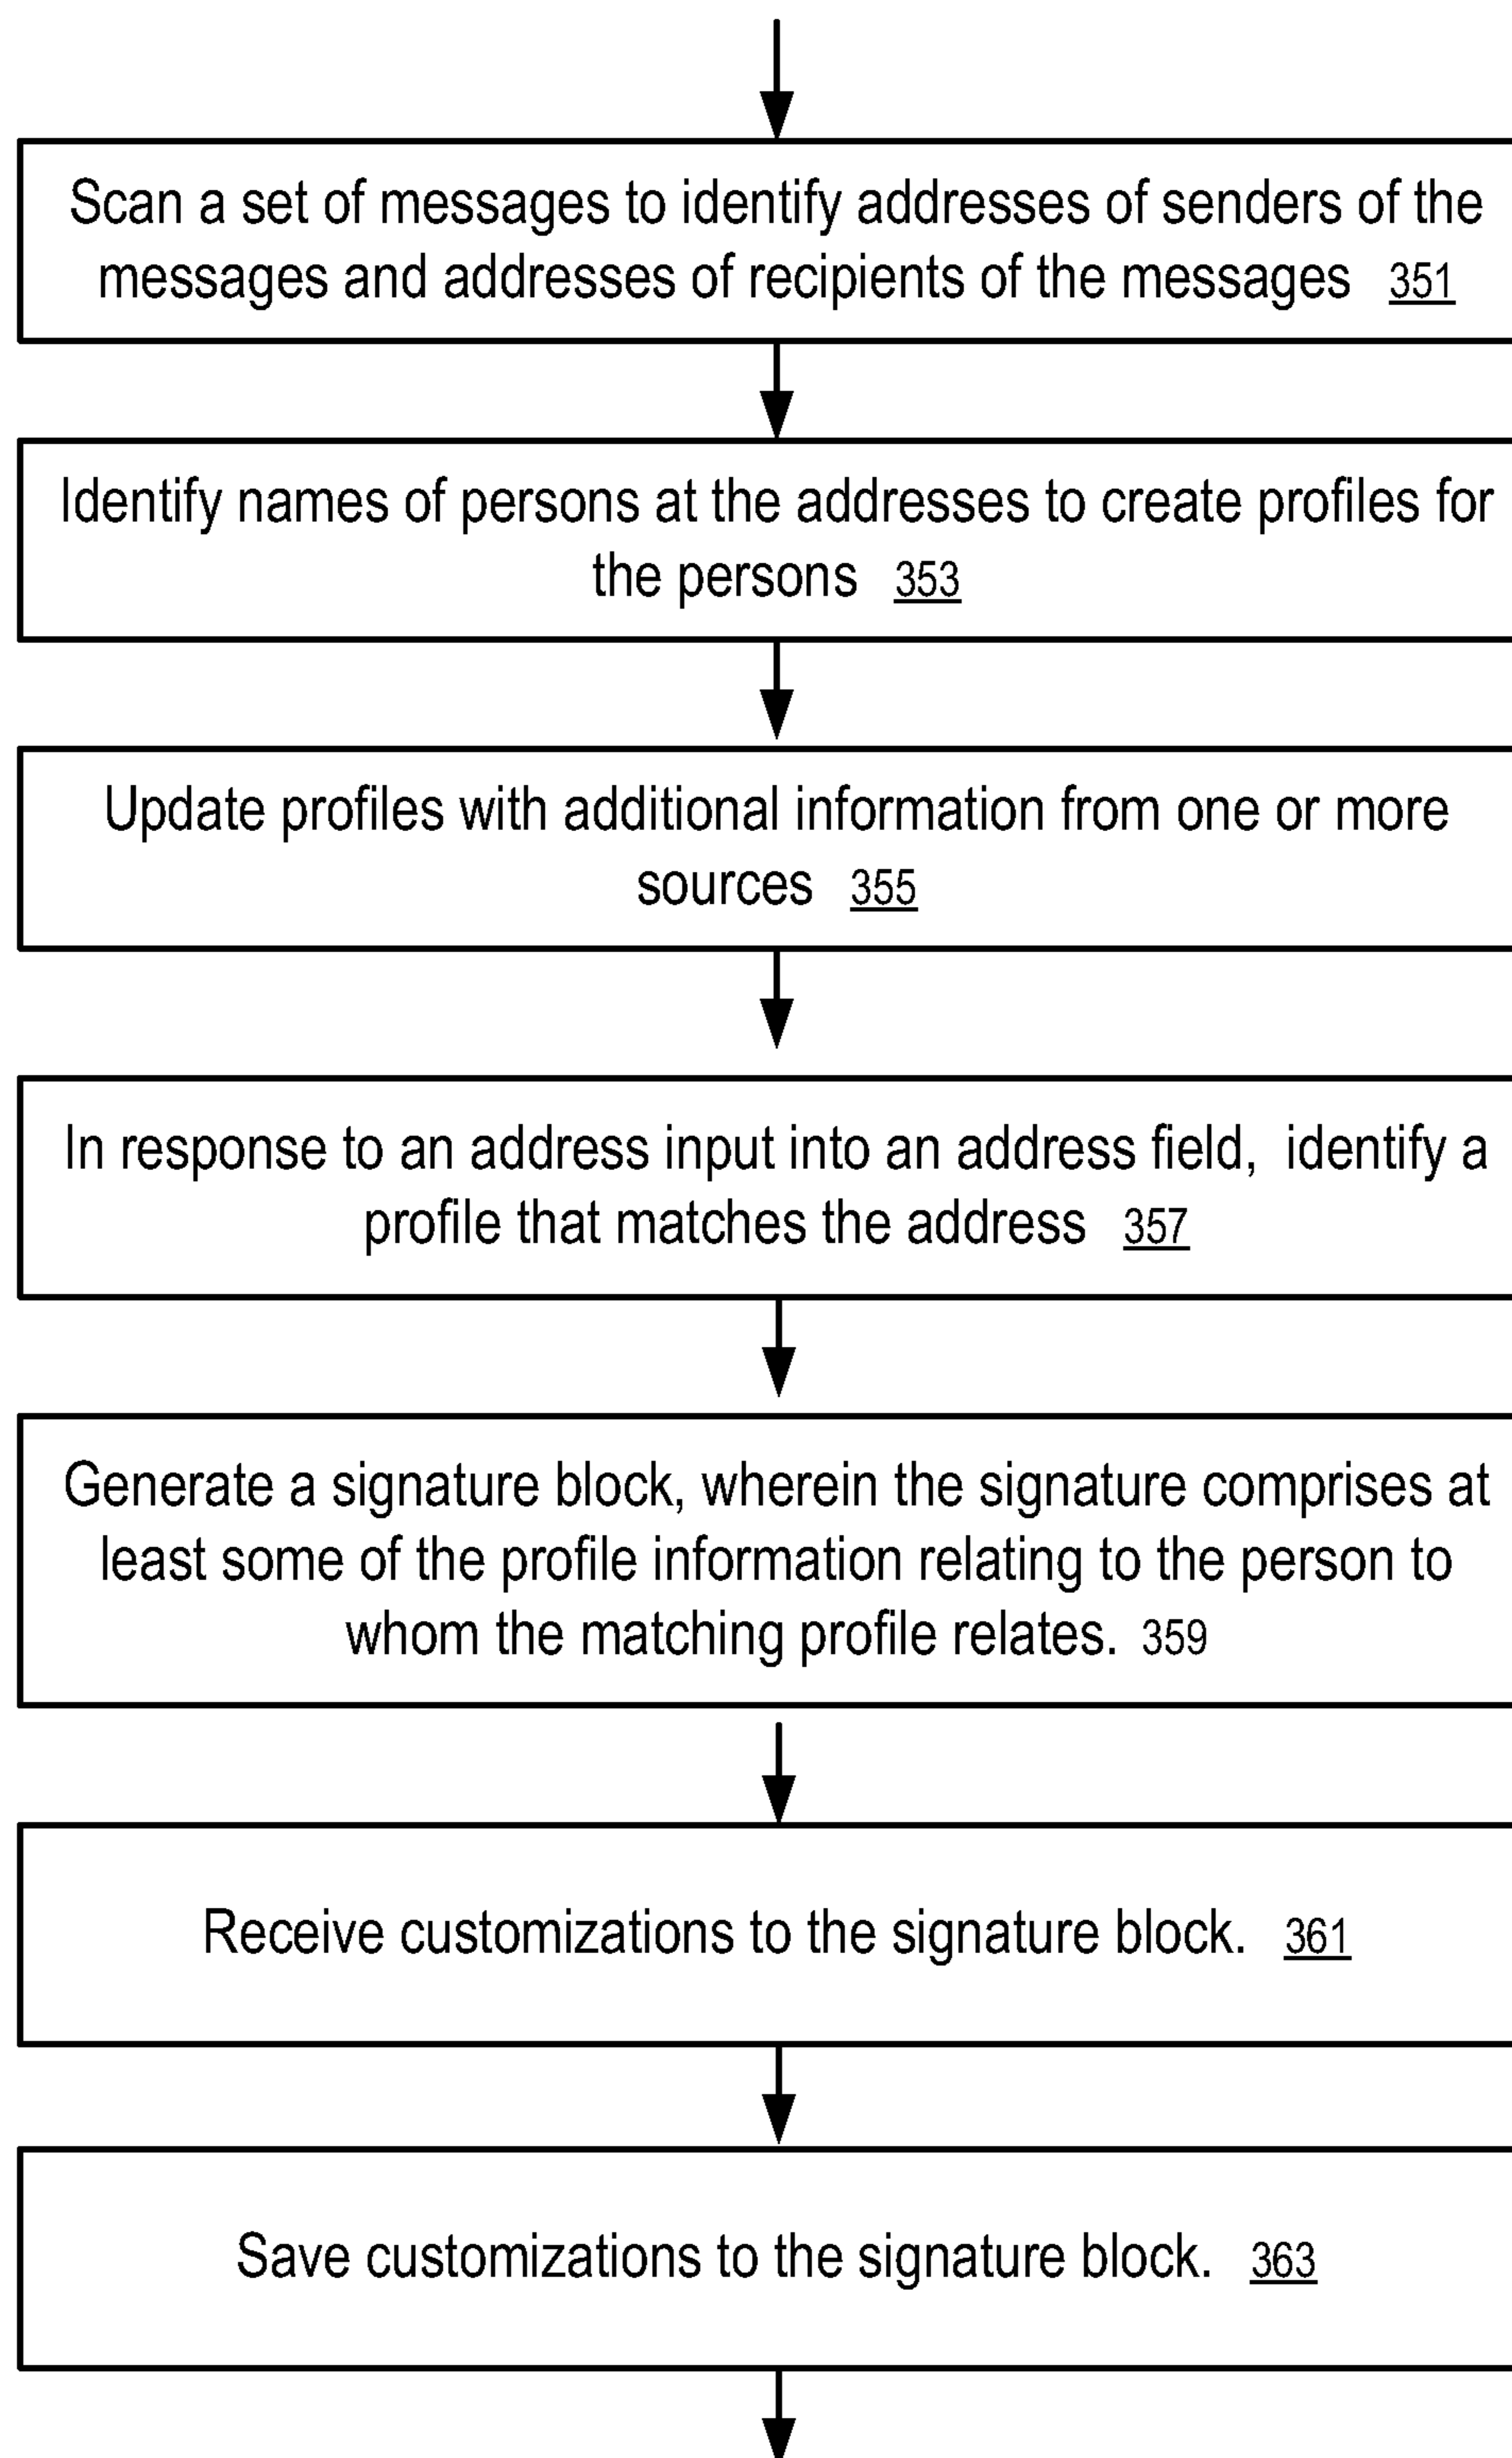 Scan a set of messages to identify addresses of senders of the
messages and addresses of recipients of the messages 351
Identify names of persons at the addresses to create profiles for
the persons 353
Update profiles with additional information from one or more
sources 355
In response to an address input into an address field, identify a
profile that matches the address 357
Generate a signature block, wherein the signature comprises at
least some of the profile information relating to the person to
whom the matching profile relates. 359
Receive customizations to the signature block. 361
Save customizations to the signature block. 363